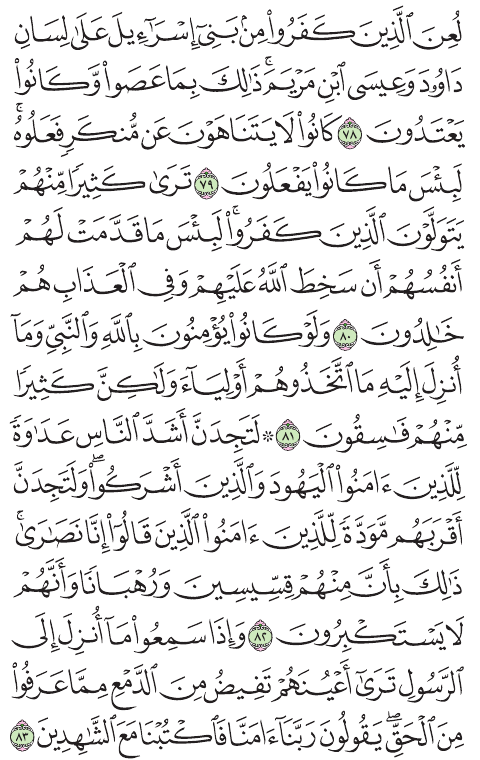 لُعِنَ ٱلَّذِينَ كَفَرُوا۟ مِنۢ بَنِىٓ إِسْرَٰٓءِيلَ عَلَىٰ لِسَانِ
دَاوُۥدَ وَعِيسَى ٱبْنِ مَرْيَمَ ۚ ذَٰلِكَ بِمَا عَصَوا۟ وَّكَانُوا۟
يَعْتَدُونَ ٧٨ كَانُوا۟ لَا يَتَنَاهَوْنَ عَن مُّنكَرٍ فَعَلُوهُ ۚ
لَبِئْسَ مَا كَانُوا۟ يَفْعَلُونَ ٧٩ تَرَىٰ كَثِيرًا مِّنْهُمْ
يَتَوَلَّوْنَ ٱلَّذِينَ كَفَرُوا۟ ۚ لَبِئْسَ مَا قَدَّمَتْ لَهُمْ
أَنفُسُهُمْ أَن سَخِطَ ٱللَّهُ عَلَيْهِمْ وَفِى ٱلْعَذَابِ هُمْ
خَٰلِدُونَ ٨٠ وَلَوْ كَانُوا۟ يُؤْمِنُونَ بِٱللَّهِ وَٱلنَّبِىِّ وَمَآ
أُنزِلَ إِلَيْهِ مَا ٱتَّخَذُوهُمْ أَوْلِيَآءَ وَلَٰكِنَّ كَثِيرًا
مِّنْهُمْ فَٰسِقُونَ ٨١ ۞ لَتَجِدَنَّ أَشَدَّ ٱلنَّاسِ عَدَٰوَةً
لِّلَّذِينَ ءَامَنُوا۟ ٱلْيَهُودَ وَٱلَّذِينَ أَشْرَكُوا۟ ۖ وَلَتَجِدَنَّ
أَقْرَبَهُم مَّوَدَّةً لِّلَّذِينَ ءَامَنُوا۟ ٱلَّذِينَ قَالُوٓا۟ إِنَّا نَصَٰرَىٰ ۚ
ذَٰلِكَ بِأَنَّ مِنْهُمْ قِسِّيسِينَ وَرُهْبَانًا وَأَنَّهُمْ
لَا يَسْتَكْبِرُونَ ٨٢ وَإِذَا سَمِعُوا۟ مَآ أُنزِلَ إِلَى
ٱلرَّسُولِ تَرَىٰٓ أَعْيُنَهُمْ تَفِيضُ مِنَ ٱلدَّمْعِ مِمَّا عَرَفُوا۟
مِنَ ٱلْحَقِّ ۖ يَقُولُونَ رَبَّنَآ ءَامَنَّا فَٱكْتُبْنَا مَعَ ٱلشَّٰهِدِينَ ٨٣